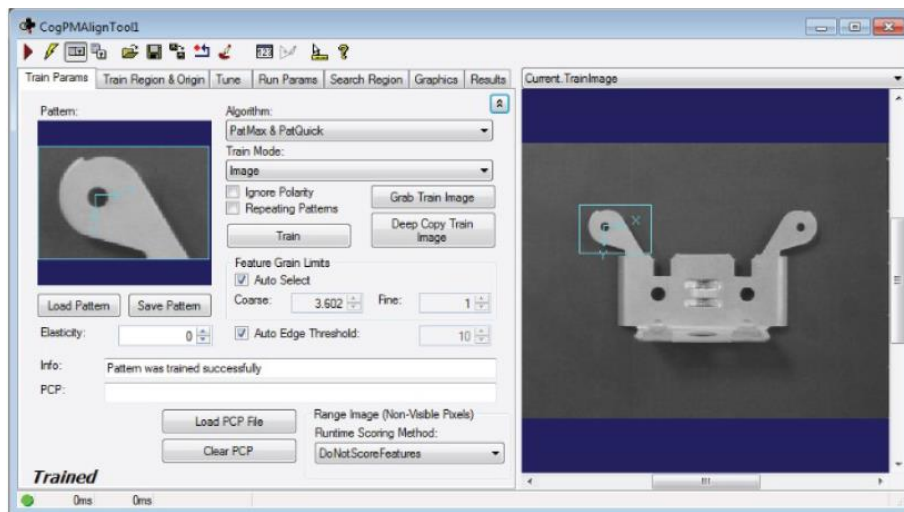 CogPMAlignTool1
Train Params Train Region & Origin Tune Run Params Search Region Graphics Results
Current.TrainImage
Pattern:
Algorithm:
PatMax & PatQuick
Train Mode:
Image
Ignore Polarity
Repeating Patterns
Grab Train Image
Train
Deep Copy Train
Image
Feature Grain Limits
Auto Select
Coarse: 3.602 Fine: 1
Load Pattern Save Pattern
Elasticity: 0
Auto Edge Threshold: 10
Info: Pattern was trained successfully
PCP:
Load PCP File
Clear PCP
Range Image (Non-Visible Pixels)
Runtime Scoring Method:
DoNotScoreFeatures
Trained
0ms 0ms
X
Y